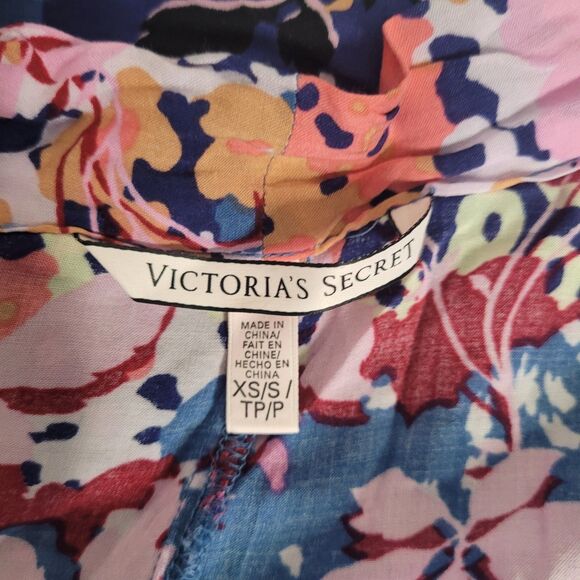 VICTORIA'S SECRET
MADE IN
CHINA/
FAIT EN
CHINE/
HECHO EN
CHINA
XS/S/
TP/P